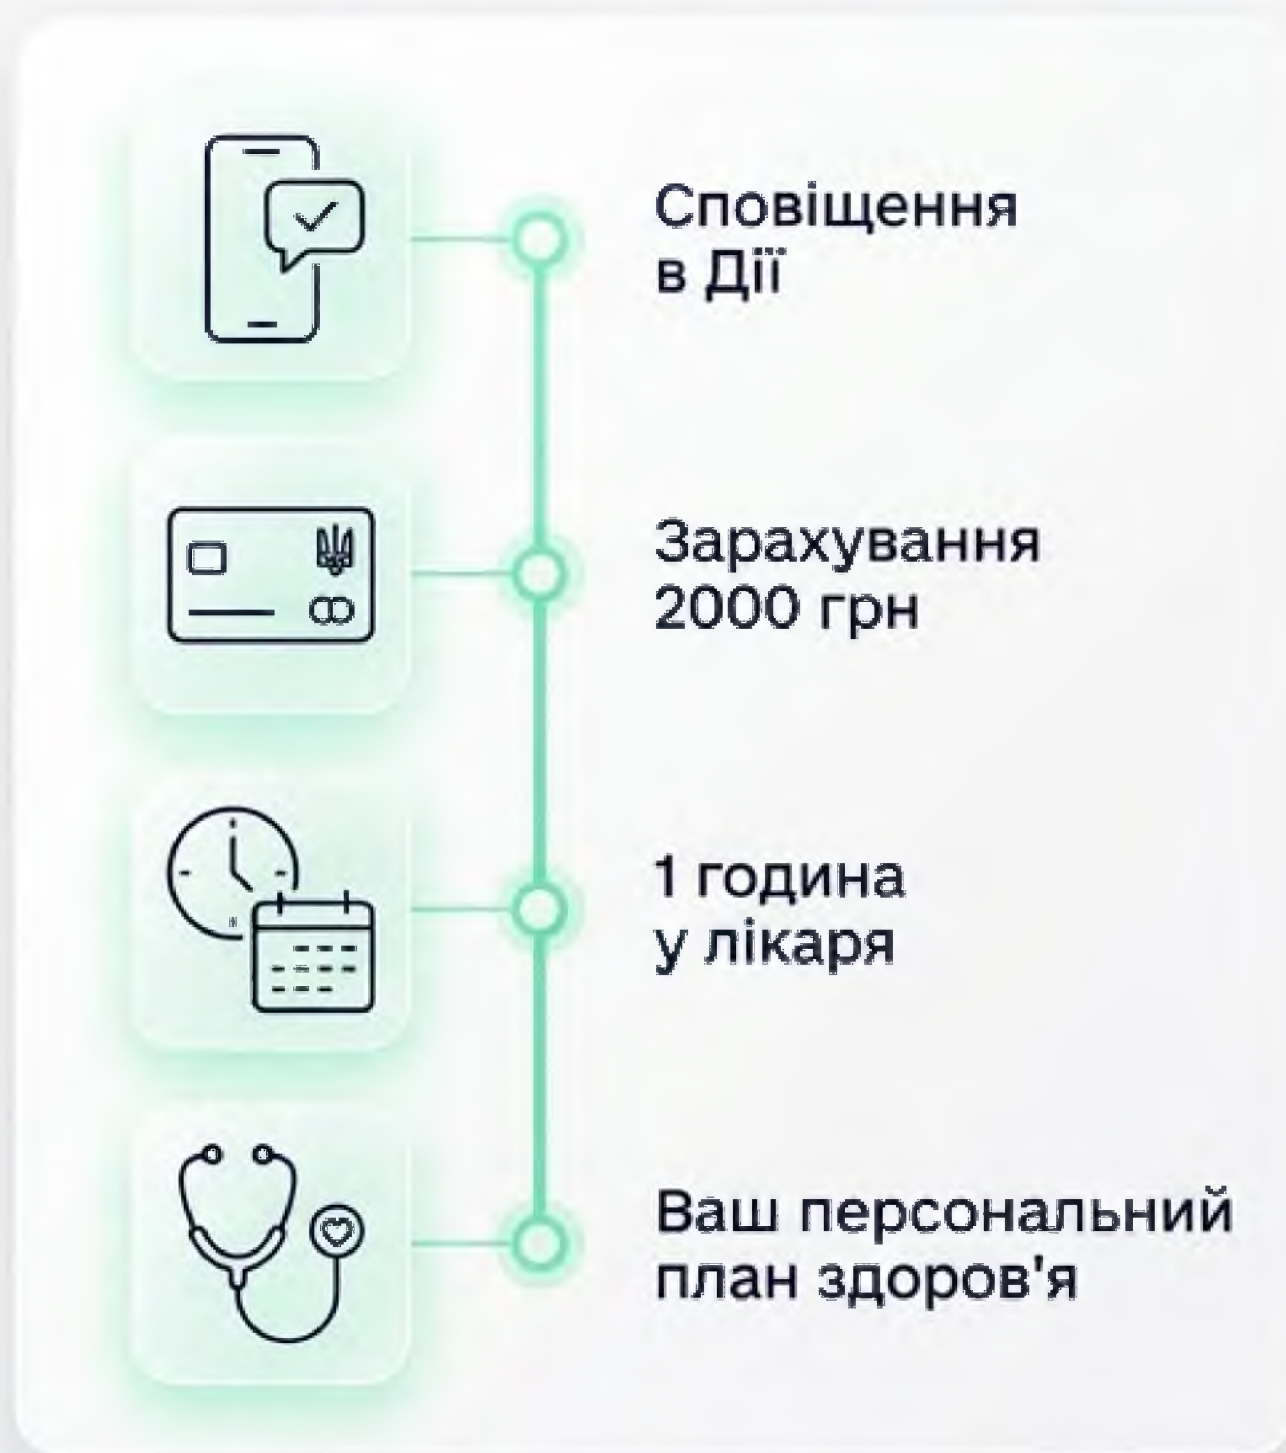 Сповіщення
в Дії
Зарахування
2000 грн
1 година
у лікаря
Ваш персональний
план здоров'я